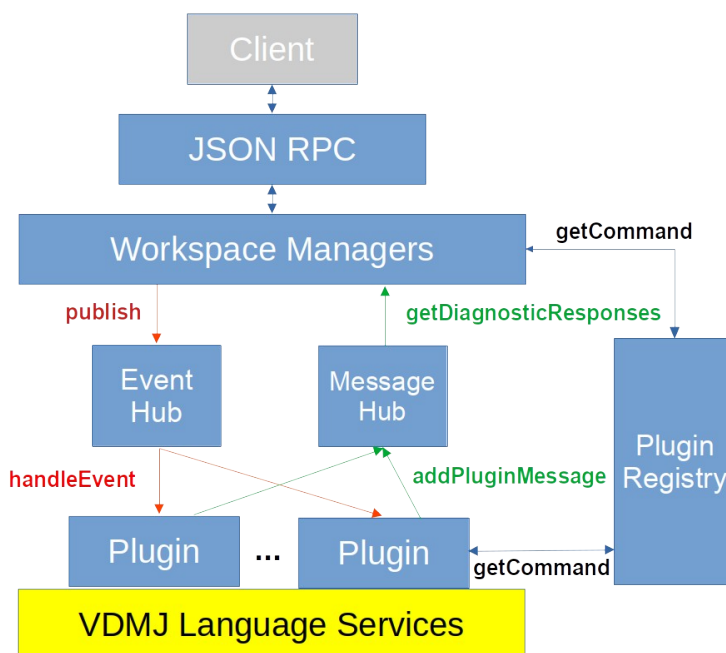 Client
JSON RPC
Workspace Managers
getCommand
publish
getDiagnosticResponses
Event
Hub
Message
Hub
Plugin
Registry
handleEvent
addPluginMessage
Plugin
...
Plugin
getCommand
VDMJ Language Services